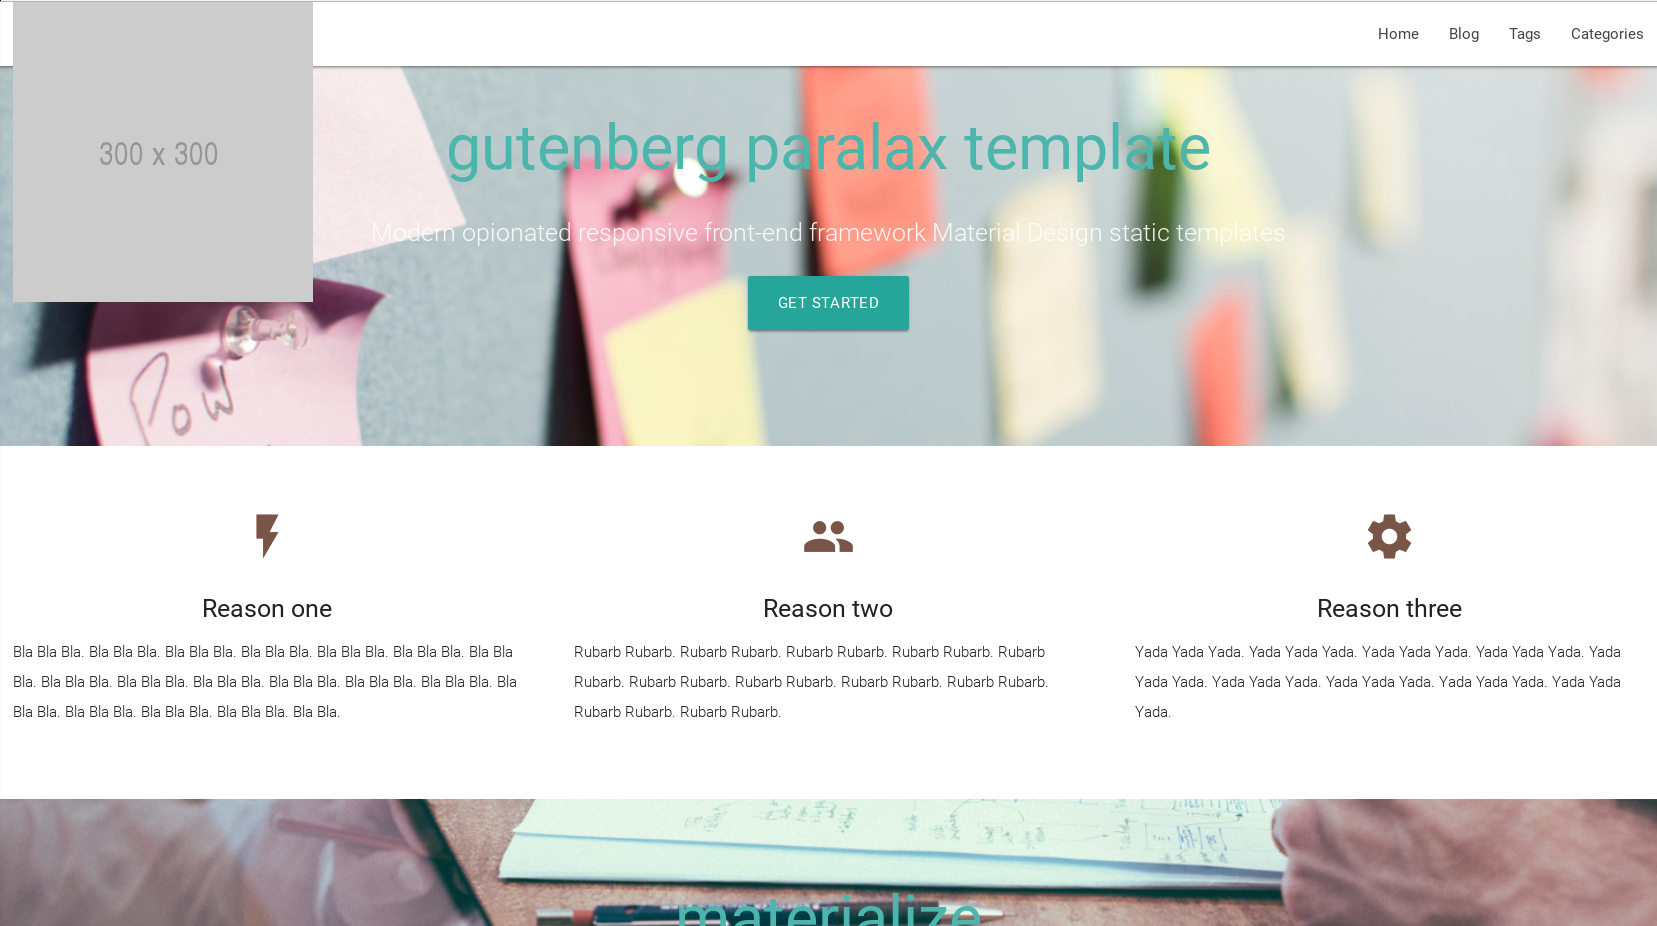 Home Blog Tags Categories
300 x 300
gutenberg paralax template
Modern opionated responsive front-end framework Material Design static templates
GET STARTED
Pow
Reason one
Bla Bla Bla. Bla Bla Bla. Bla Bla Bla. Bla Bla Bla. Bla Bla Bla. Bla Bla Bla. Bla Bla
Bla. Bla Bla Bla. Bla Bla Bla. Bla Bla Bla. Bla Bla Bla. Bla Bla Bla. Bla Bla Bla. Bla
Bla Bla. Bla Bla Bla. Bla Bla Bla. Bla Bla Bla. Bla Bla.
Reason two
Rubarb Rubarb. Rubarb Rubarb. Rubarb Rubarb. Rubarb Rubarb. Rubarb
Rubarb. Rubarb Rubarb. Rubarb Rubarb. Rubarb Rubarb. Rubarb Rubarb.
Rubarb Rubarb. Rubarb Rubarb.
Reason three
Yada Yada Yada. Yada Yada Yada. Yada Yada Yada. Yada Yada Yada. Yada
Yada Yada. Yada Yada Yada. Yada Yada Yada. Yada Yada Yada. Yada Yada
Yada.
materialize